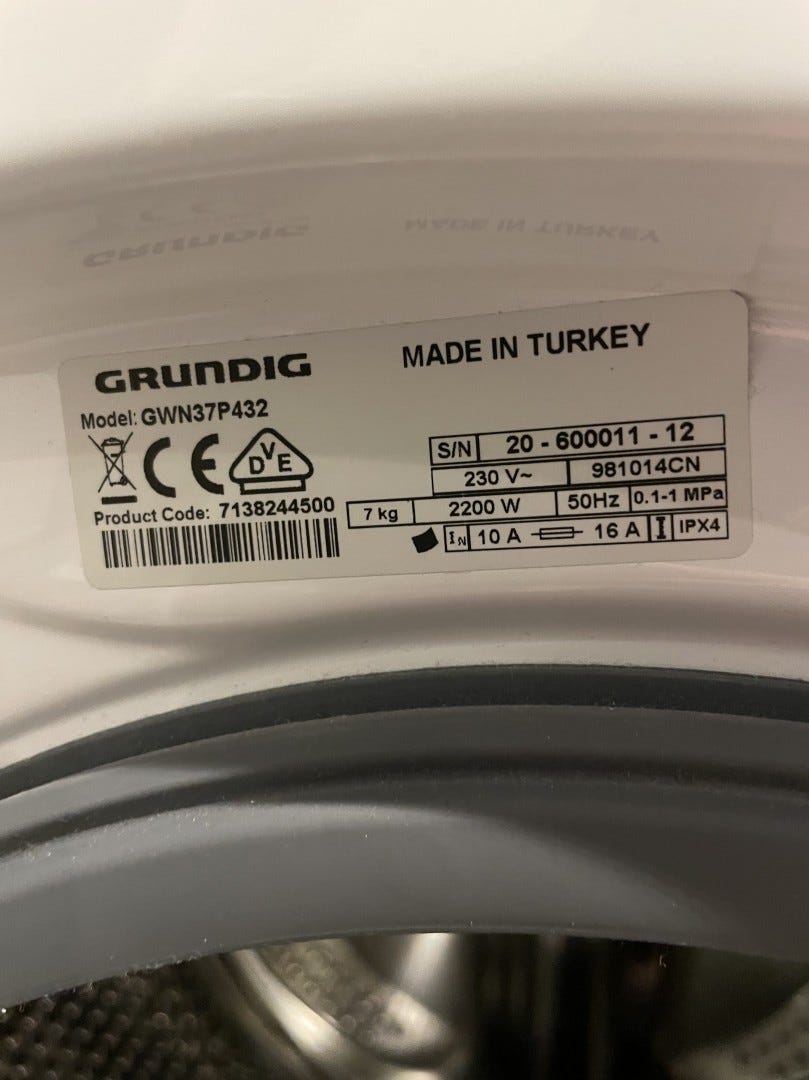 GRUNDIG
MADE IN TURKEY
Model: GWN37P432
CE
DVE
S/N 20 - 600011 - 12
230 V~ 981014CN
Product Code: 7138244500
7 kg 2200 W 50Hz 0.1-1 MPa
IN 10 A 16 A I IPX4